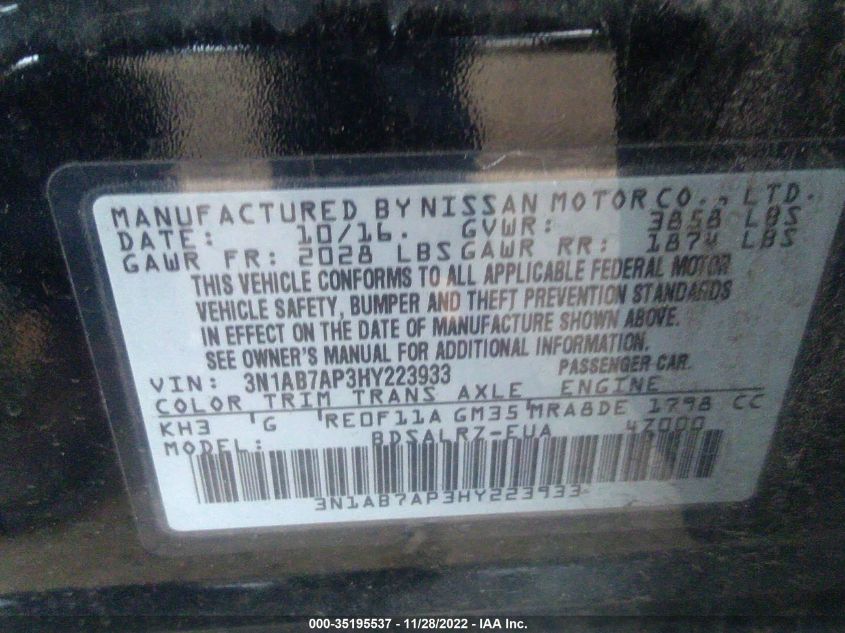 MANUFACTURED BY NISSAN MOTOR CO., LTD.
DATE: 10/16. GVWR: 3858 LBS
GAWR FR: 2028 LBS GAWR RR: 1874 LBS
THIS VEHICLE CONFORMS TO ALL APPLICABLE FEDERAL MOTOR
VEHICLE SAFETY, BUMPER AND THEFT PREVENTION STANDARDS
IN EFFECT ON THE DATE OF MANUFACTURE SHOWN ABOVE.
SEE OWNER'S MANUAL FOR ADDITIONAL INFORMATION.
PASSENGER CAR.
VIN: 3N1AB7AP3HY223933
COLOR TRIM TRANS AXLE ENGINE
KH3 G RE0F11A GM35 MRA8DE 1798 CC
MODEL: BDSALRZ-EUA 4Z000
3N1AB7AP3HY223933
000-35195537 - 11/28/2022 - IAA Inc.